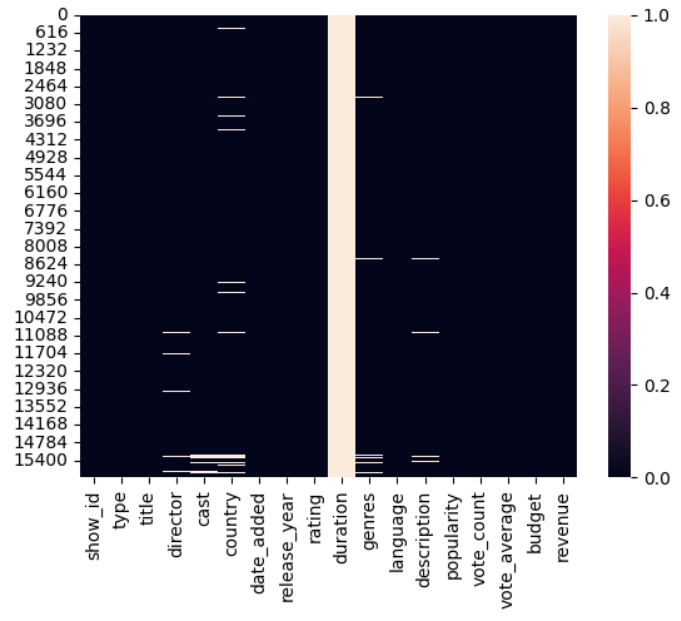 0
616
1232
1848
2464
3080
3696
4312
4928
5544
6160
6776
7392
8008
8624
9240
9856
10472
11088
11704
12320
12936
13552
14168
14784
15400
show_id
type
title
director
cast
country
date_added
release_year
rating
duration
genres
language
description
popularity
vote_count
vote_average
budget
revenue
1.0
0.8
0.6
0.4
0.2
0.0